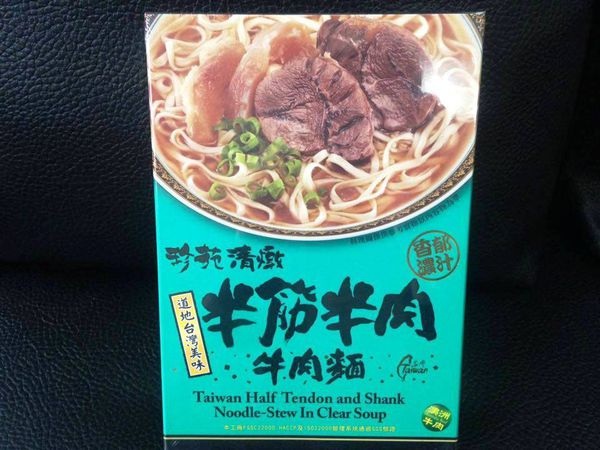 珍苑清燉
香郁
濃汁
道地台灣美味
半筋半肉
牛肉麵
Taiwan
Taiwan Half Tendon and Shank
Noodle-Stew In Clear Soup
澳洲
牛肉